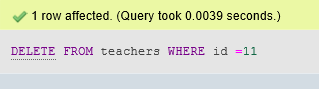 1 row affected. (Query took 0.0039 seconds.)
DELETE FROM teachers WHERE id =11